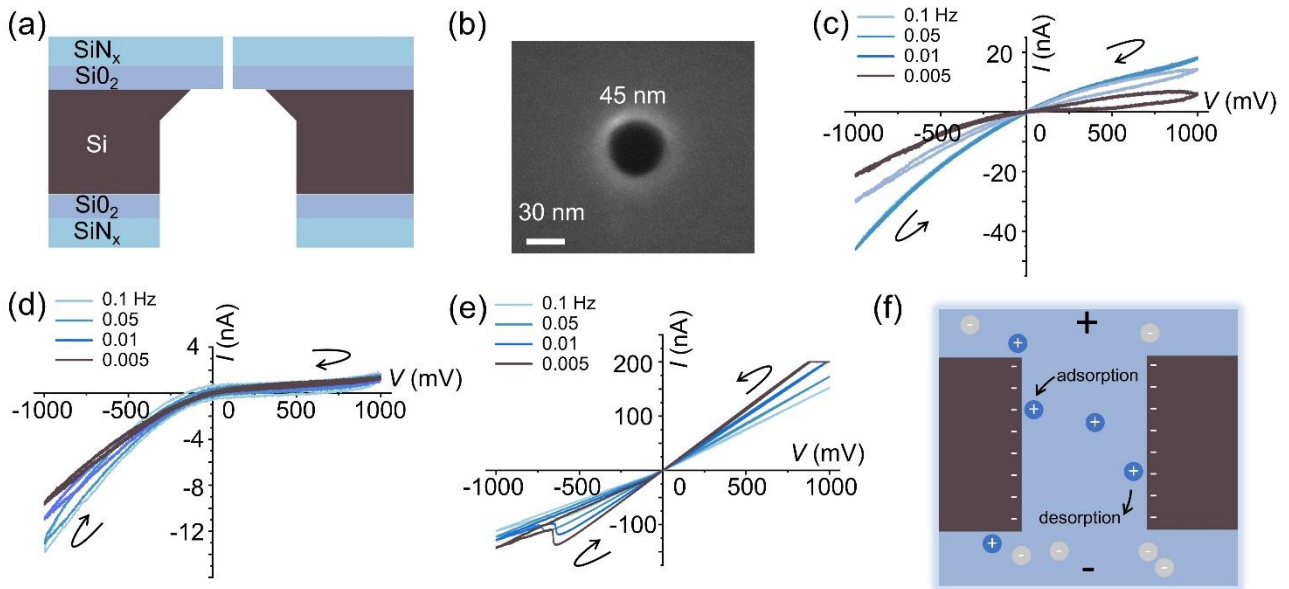 (a)
SiNₓ
SiO₂
Si
SiO₂
SiNₓ
(b)
45 nm
30 nm
(c)
0.1 Hz
0.05
0.01
0.005
I (nA)
20
V (mV)
-1000
-500
0
500
1000
-20
-40
(d)
0.1 Hz
0.05
0.01
0.005
I (nA)
4
V (mV)
-1000
-500
0
500
1000
-4
-8
-12
(e)
0.1 Hz
0.05
0.01
0.005
I (nA)
200
100
V (mV)
-1000
-500
0
500
1000
-100
(f)
+
-
-
+
adsorption
+
+
+
desorption
+
-
-
-
-
-